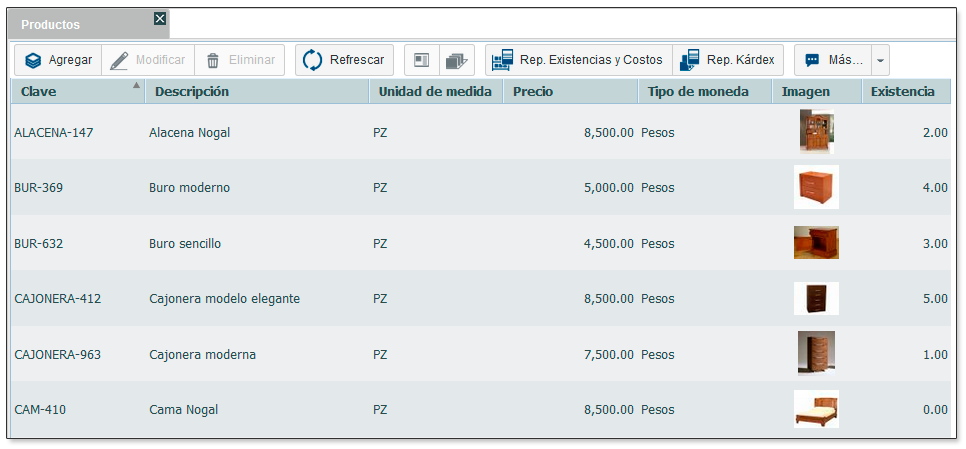 Productos
Agregar Modificar Eliminar Refrescar Rep. Existencias y Costos Rep. Kárdex Más...
Clave Descripción Unidad de medida Precio Tipo de moneda Imagen Existencia
ALACENA-147 Alacena Nogal PZ 8,500.00 Pesos 2.00
BUR-369 Buro moderno PZ 5,000.00 Pesos 4.00
BUR-632 Buro sencillo PZ 4,500.00 Pesos 3.00
CAJONERA-412 Cajonera modelo elegante PZ 8,500.00 Pesos 5.00
CAJONERA-963 Cajonera moderna PZ 7,500.00 Pesos 1.00
CAM-410 Cama Nogal PZ 8,500.00 Pesos 0.00